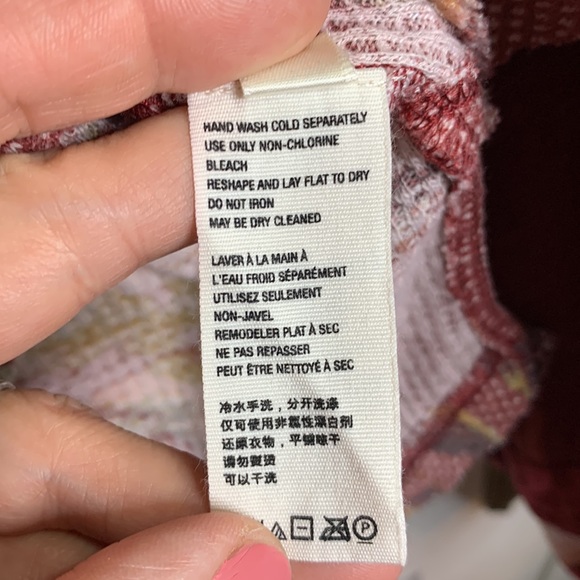 HAND WASH COLD SEPARATELY
USE ONLY NON-CHLORINE
BLEACH
RESHAPE AND LAY FLAT TO DRY
DO NOT IRON
MAY BE DRY CLEANED
LAVER À LA MAIN À
L'EAU FROID SÉPARÉMENT
UTILISEZ SEULEMENT
NON-JAVEL
REMODELER PLAT À SEC
NE PAS REPASSER
PEUT ÊTRE NETTOYÉ À SEC
冷水手洗，分开洗涤
仅可使用非氯性漂白剂
还原衣物，平铺晾干
请勿熨烫
可以干洗
P